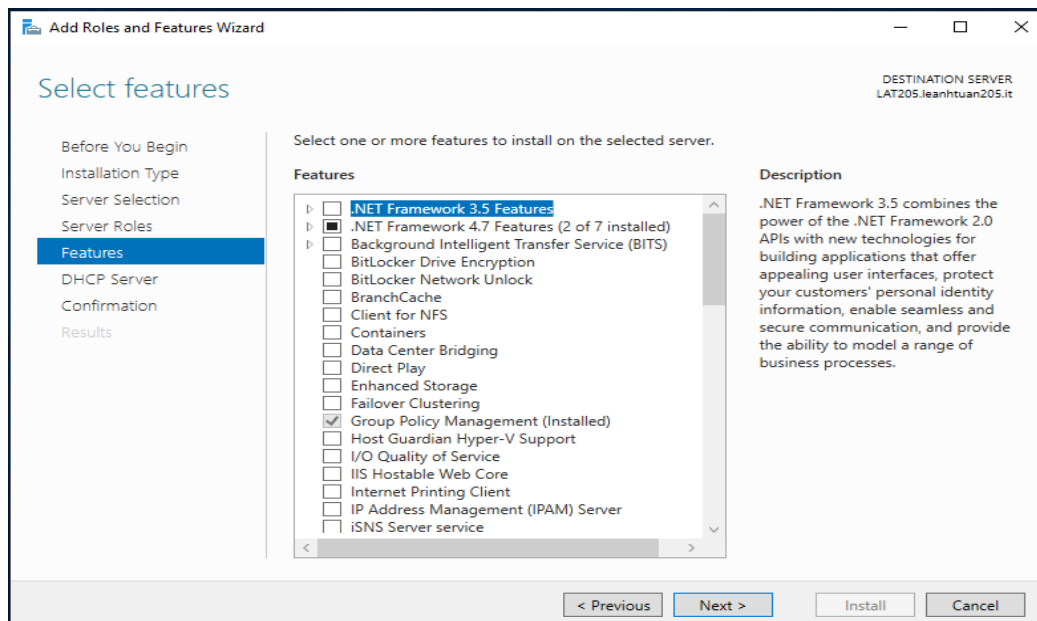 Add Roles and Features Wizard
Select features
DESTINATION SERVER
LAT205.leanhtuan205.it
Before You Begin
Installation Type
Server Selection
Server Roles
Features
DHCP Server
Confirmation
Results
Select one or more features to install on the selected server.
Features
.NET Framework 3.5 Features
.NET Framework 4.7 Features (2 of 7 installed)
Background Intelligent Transfer Service (BITS)
BitLocker Drive Encryption
BitLocker Network Unlock
BranchCache
Client for NFS
Containers
Data Center Bridging
Direct Play
Enhanced Storage
Failover Clustering
Group Policy Management (Installed)
Host Guardian Hyper-V Support
I/O Quality of Service
IIS Hostable Web Core
Internet Printing Client
IP Address Management (IPAM) Server
iSNS Server service
Description
.NET Framework 3.5 combines the
power of the .NET Framework 2.0
APIs with new technologies for
building applications that offer
appealing user interfaces, protect
your customers' personal identity
information, enable seamless and
secure communication, and provide
the ability to model a range of
business processes.
< Previous
Next >
Install
Cancel